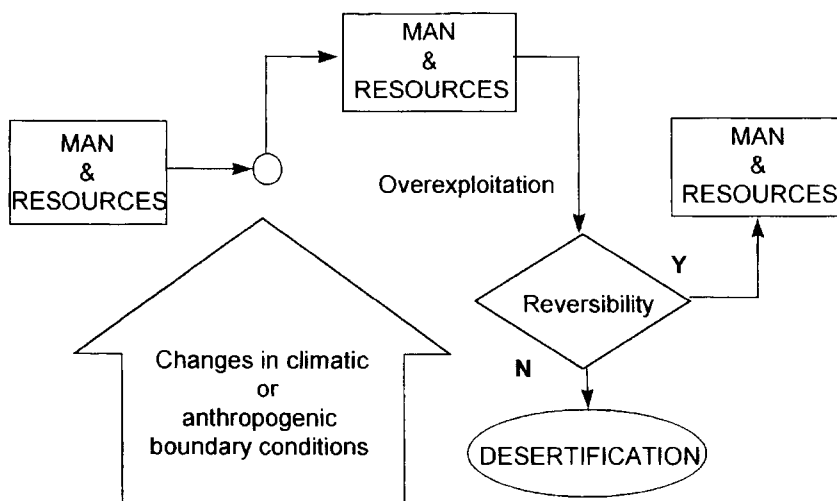 MAN
&
RESOURCES
MAN
&
RESOURCES
MAN
&
RESOURCES
Overexploitation
Y
Reversibility
N
Changes in climatic
or
anthropogenic
boundary conditions
DESERTIFICATION